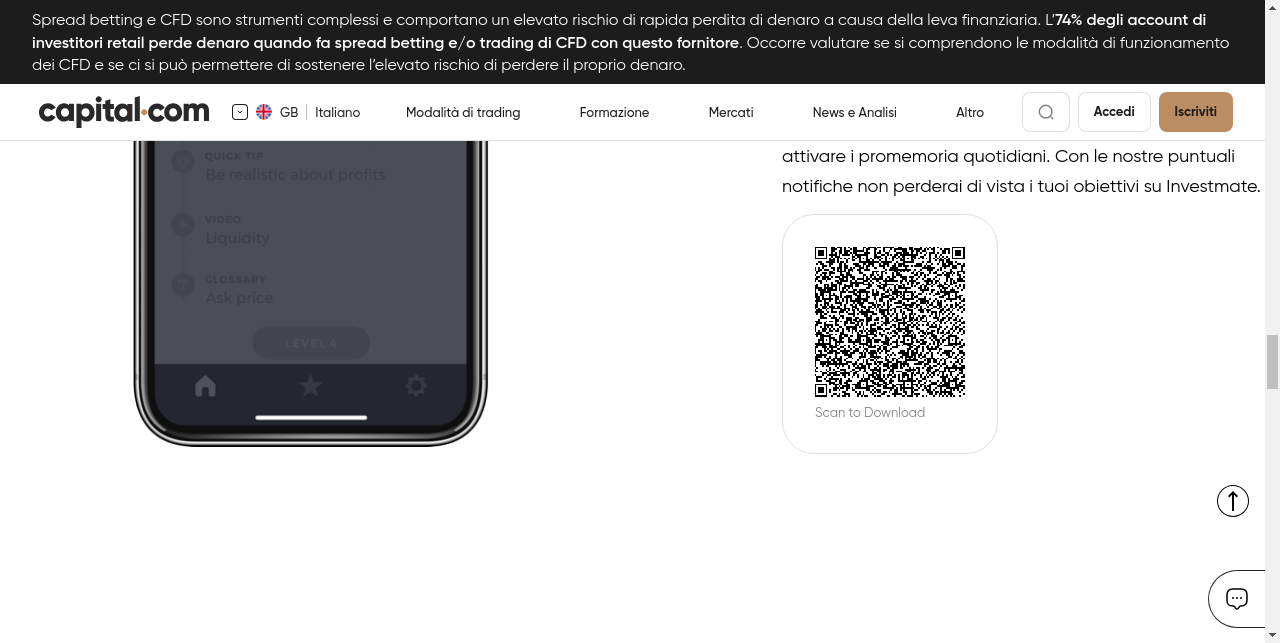 Spread betting e CFD sono strumenti complessi e comportano un elevato rischio di rapida perdita di denaro a causa della leva finanziaria. L’74% degli account di
investitori retail perde denaro quando fa spread betting e/o trading di CFD con questo fornitore. Occorre valutare se si comprendono le modalità di funzionamento
dei CFD e se ci si può permettere di sostenere l’elevato rischio di perdere il proprio denaro.
capital.com GB Italiano Modalità di trading Formazione Mercati News e Analisi Altro Accedi Iscriviti
attivare i promemoria quotidiani. Con le nostre puntuali
notifiche non perderai di vista i tuoi obiettivi su Investmate.
QUICK TIP
Be realistic about profits
VIDEO
Liquidity
GLOSSARY
Ask price
LEVEL 4
Scan to Download